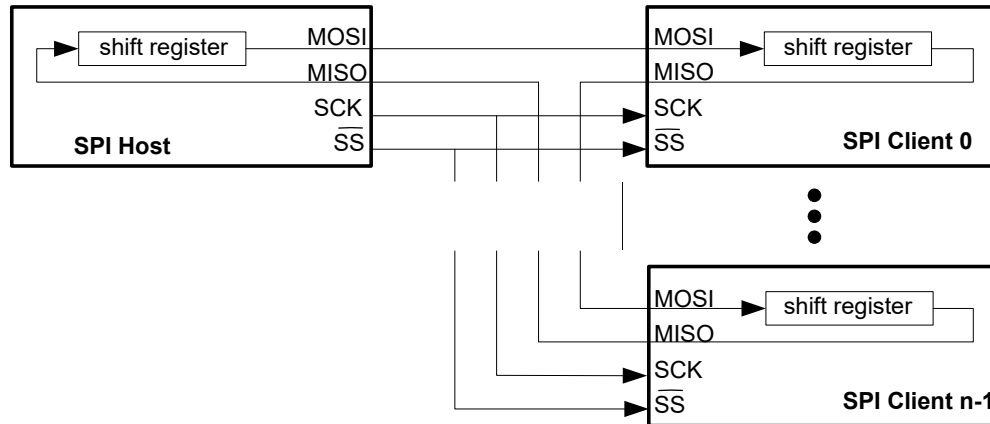 shift register
MOSI
MISO
SCK
SS
SPI Host
MOSI
shift register
MISO
SCK
SS
SPI Client 0
MOSI
shift register
MISO
SCK
SS
SPI Client n-1